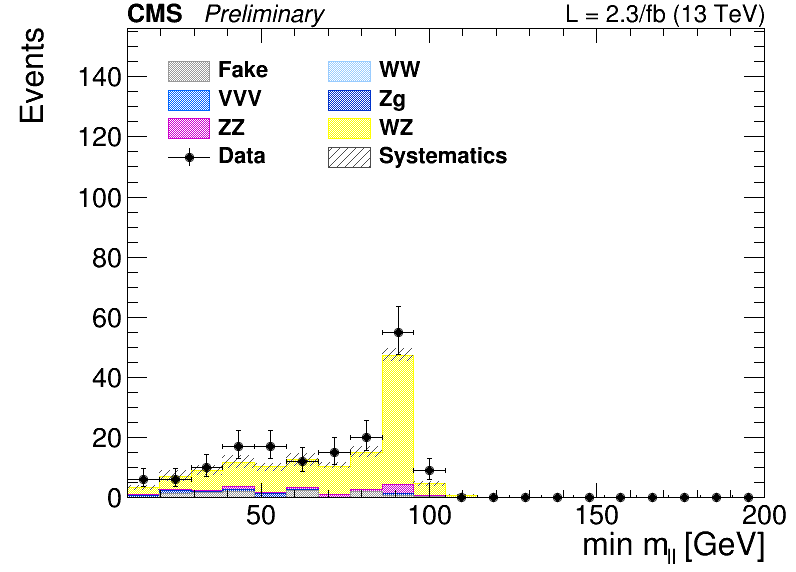 CMS Preliminary L = 2.3/fb (13 TeV)
Events
Fake WW
VVV Zg
ZZ WZ
Data Systematics
140
120
100
80
60
40
20
0
50 100 150 200
min m_ll [GeV]